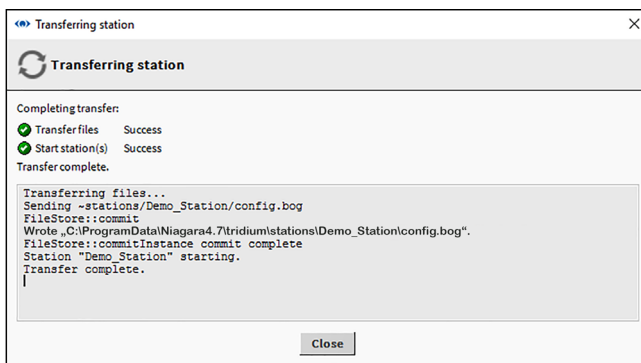 Transferring station
Transferring station
Completing transfer:
Transfer files Success
Start station(s) Success
Transfer complete.
Transferring files...
Sending ~stations/Demo_Station/config.bog
FileStore::commit
Wrote „C:\ProgramData\Niagara4.7\tridium\stations\Demo_Station\config.bog“.
FileStore::commitInstance commit complete
Station "Demo_Station" starting.
Transfer complete.
Close